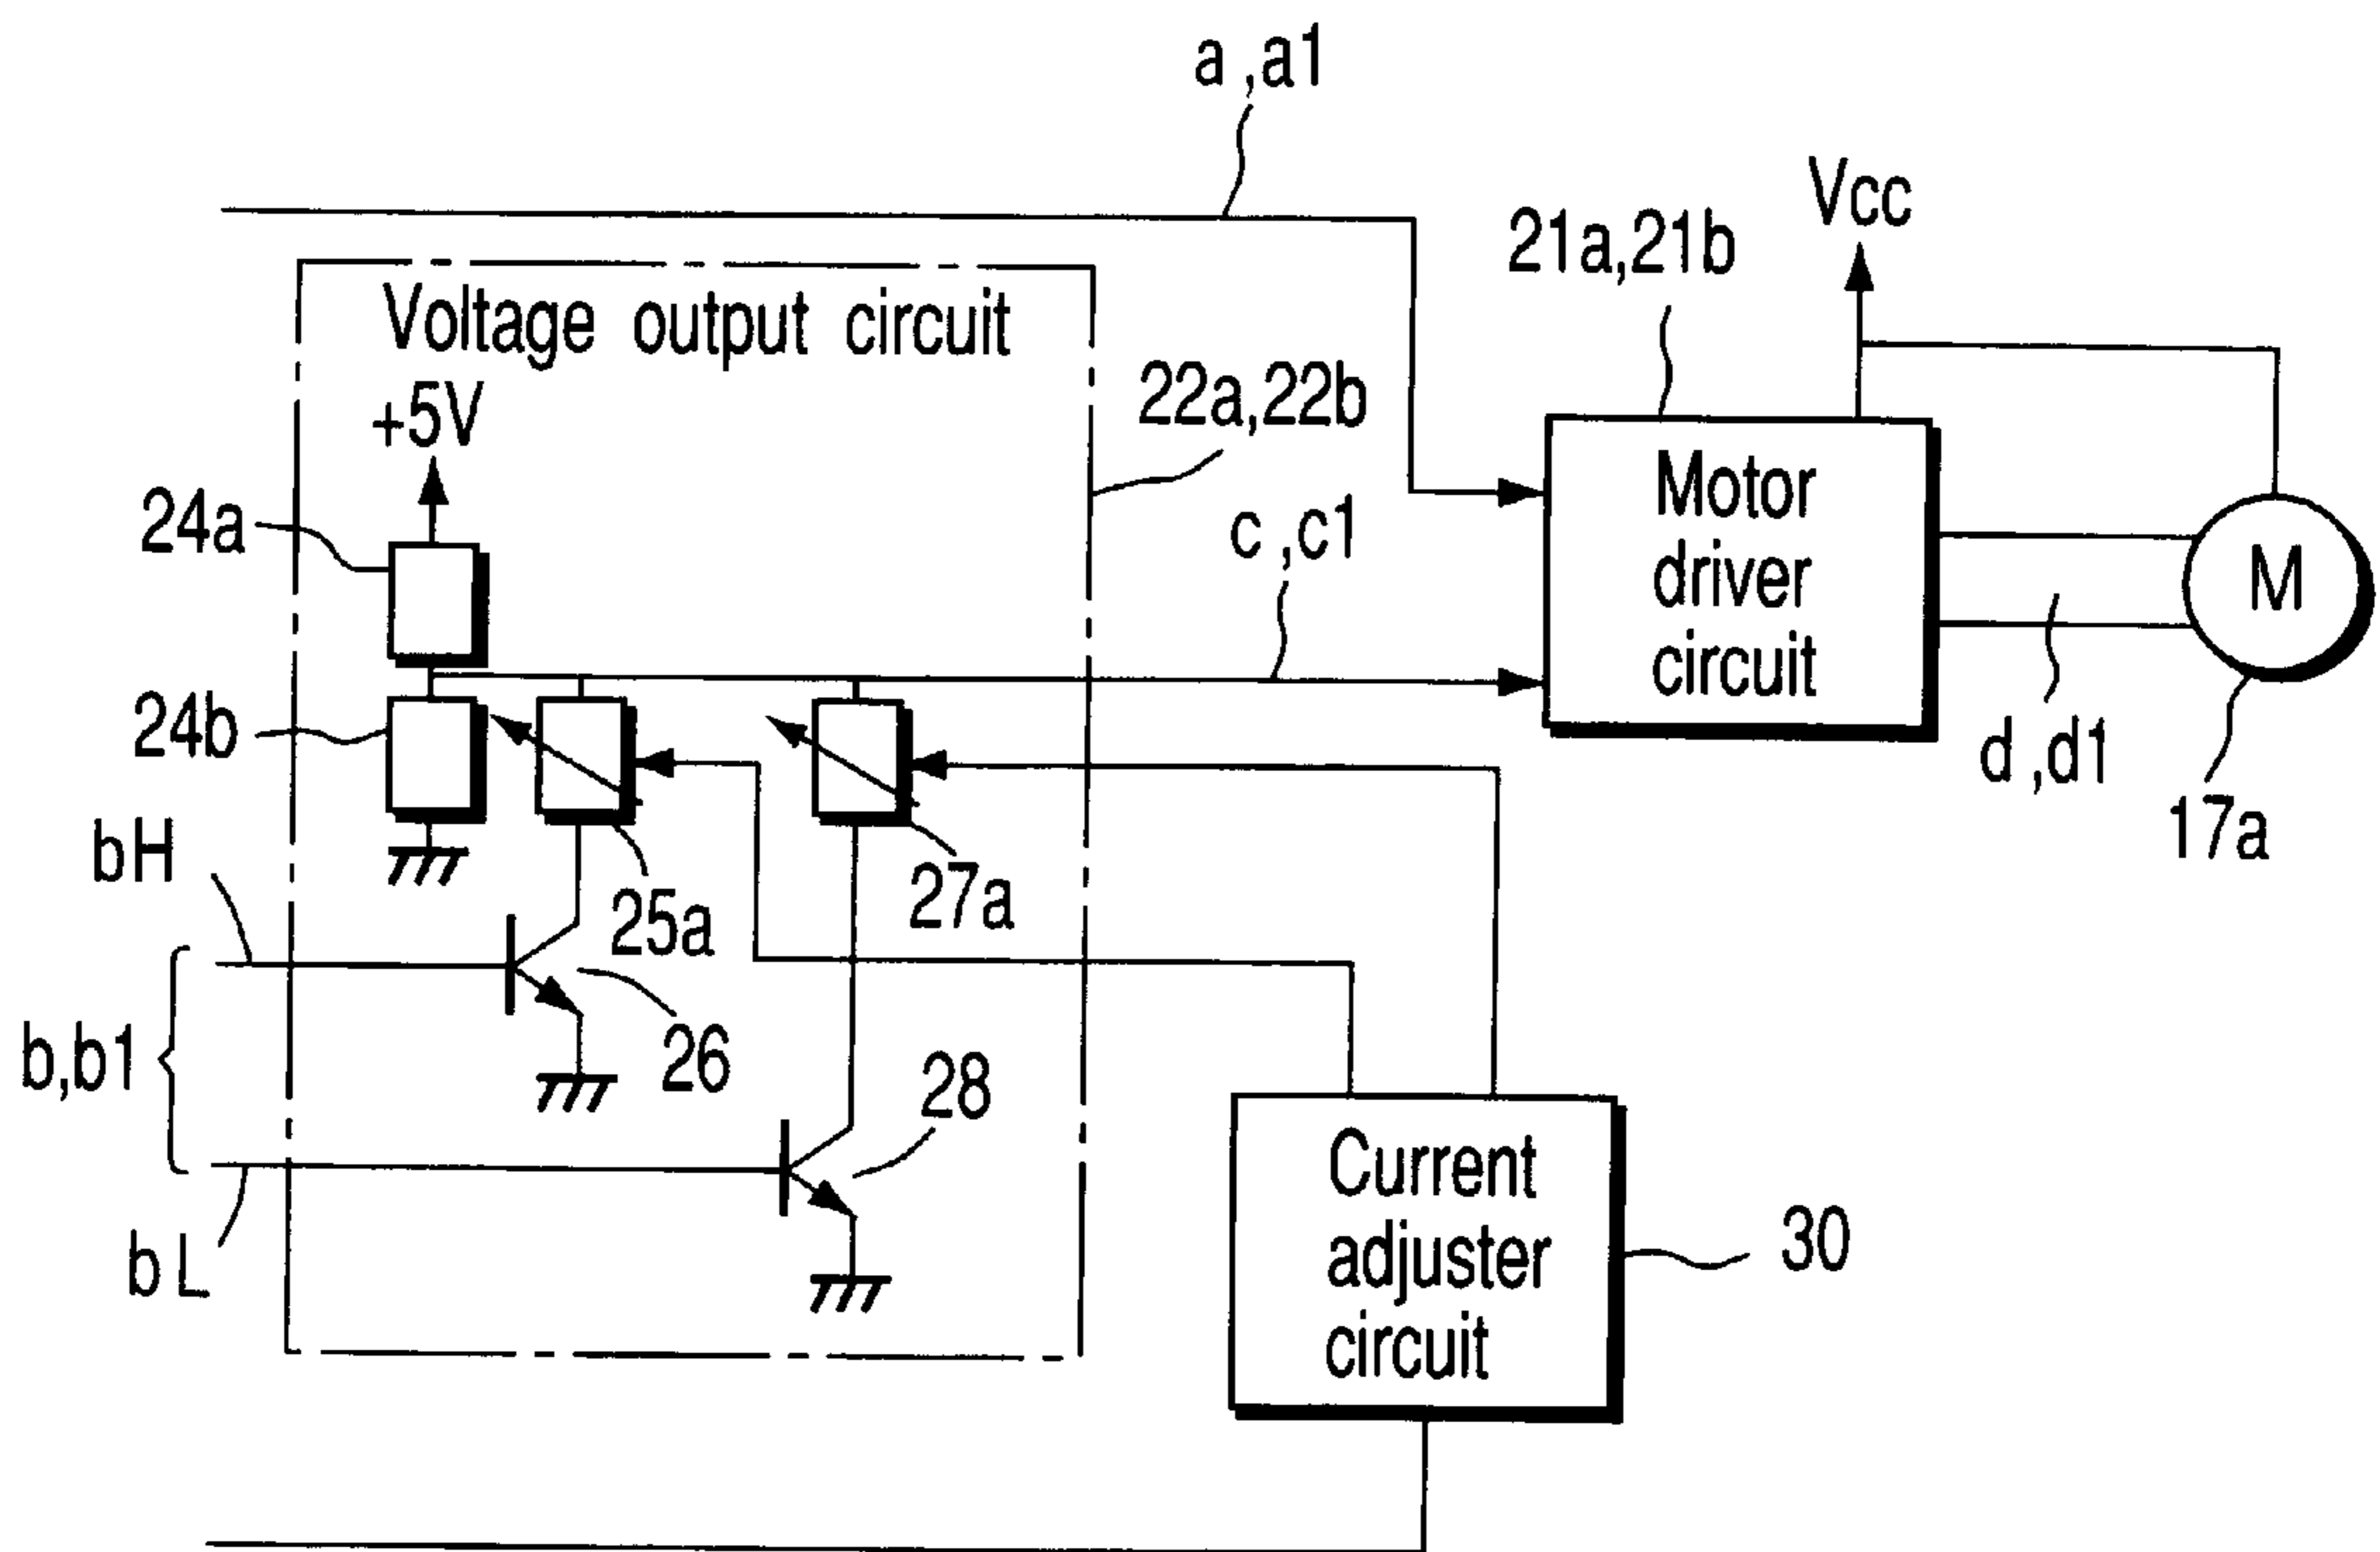 a ,a1
Vcc
21a,21b
Voltage output circuit
+5V
22a,22b
24a
c ,c1
Motor
driver
circuit
M
24b
d ,d1
17a
bH
25a
27a
b,b1
26
28
bL
Current
adjuster
circuit
30